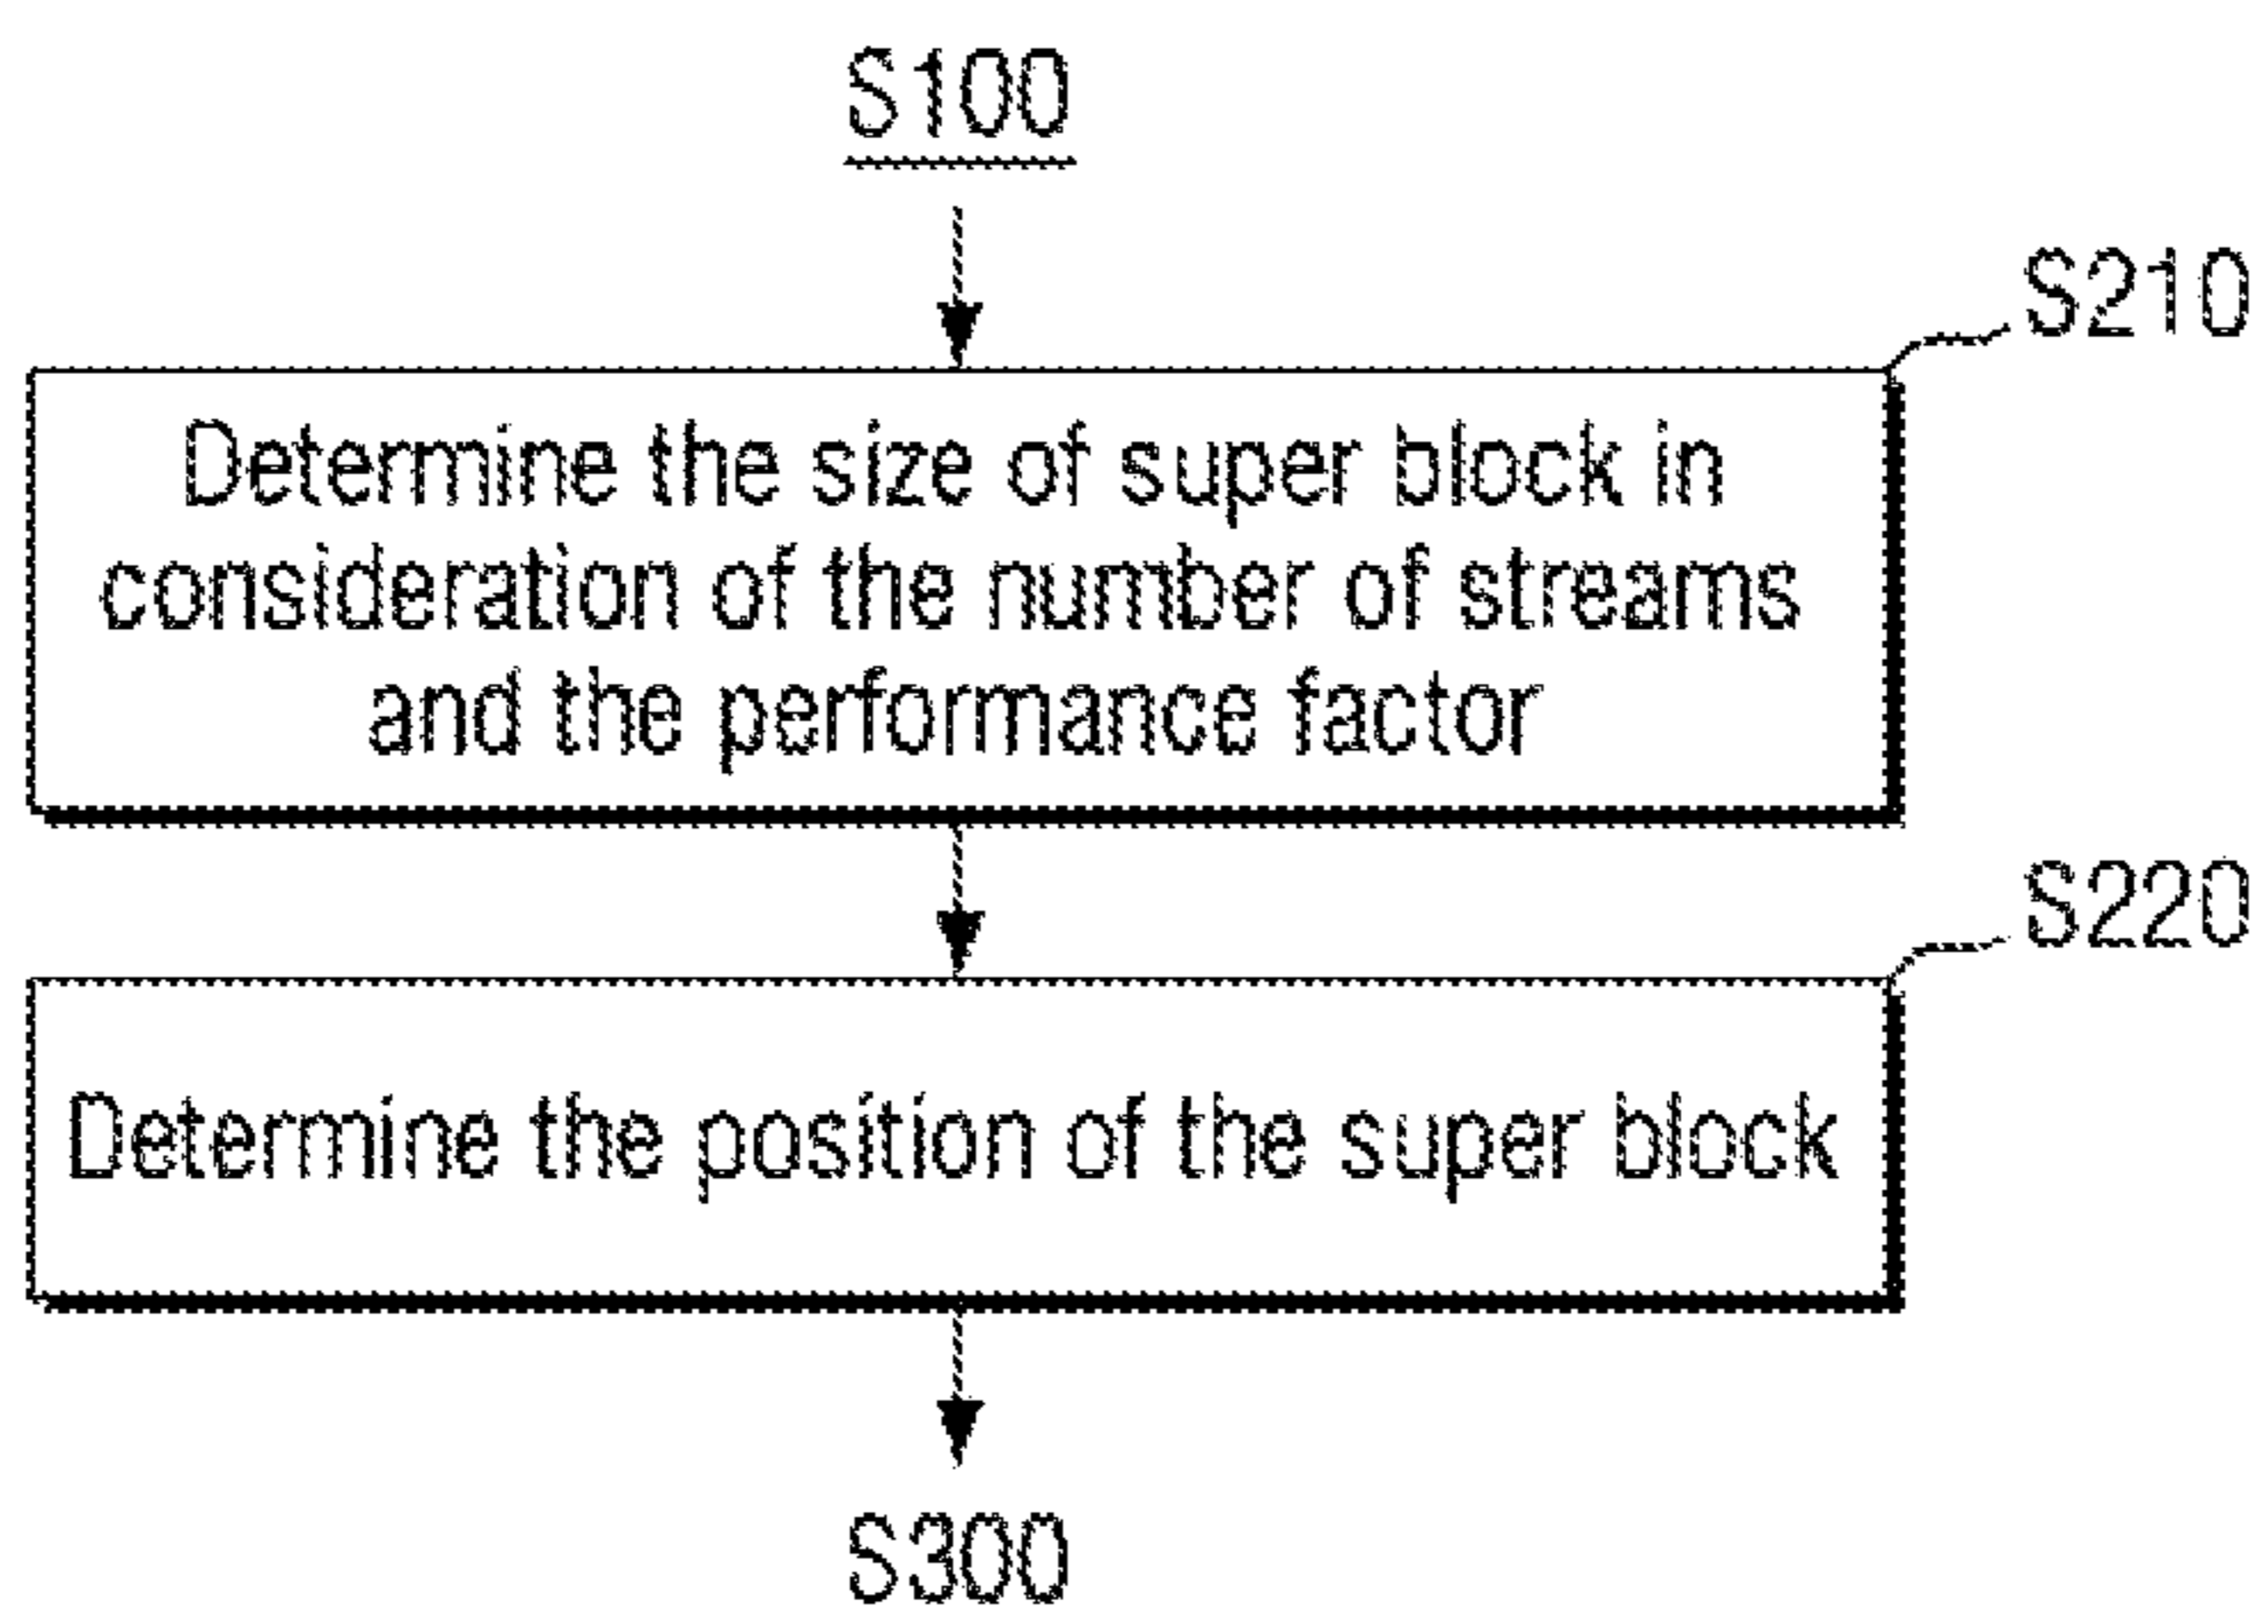 S100
S210
Determine the size of super block in
consideration of the number of streams
and the performance factor
S220
Determine the position of the super block
S300